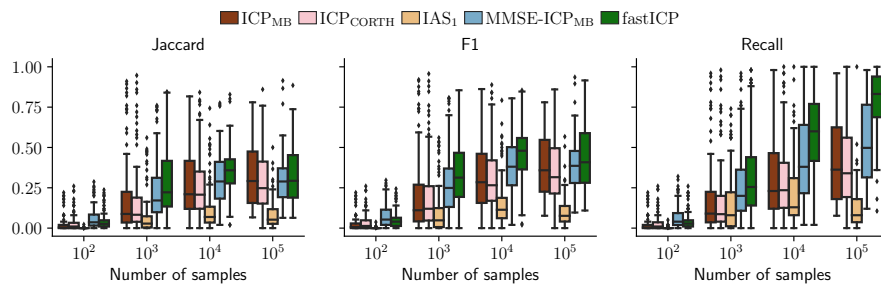 ICP_MB ICP_CORTH IAS_1 MMSE-ICP_MB fastICP
Jaccard F1 Recall
1.00
0.75
0.50
0.25
0.00
10^2 10^3 10^4 10^5 10^2 10^3 10^4 10^5 10^2 10^3 10^4 10^5
Number of samples Number of samples Number of samples